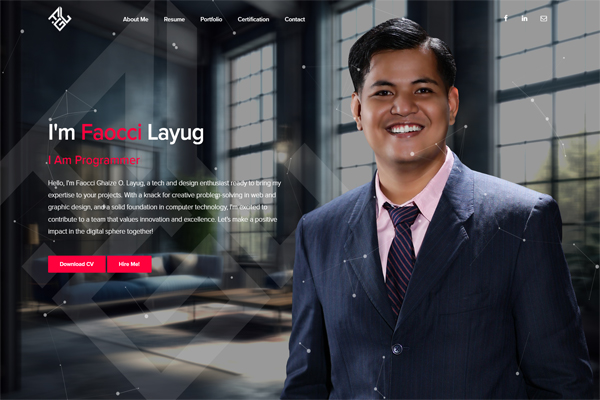 About Me Resume Portfolio Certification Contact
I'm Faocci Layug
I Am Programmer
Hello, I'm Faocci Ghaize O. Layug, a tech and design enthusiast ready to bring my
expertise to your projects. With a knack for creative problem-solving in web and
graphic design, and a solid foundation in computer technology, I'm excited to
contribute to a team that values innovation and excellence. Let's make a positive
impact in the digital sphere together!
Download CV Hire Me!